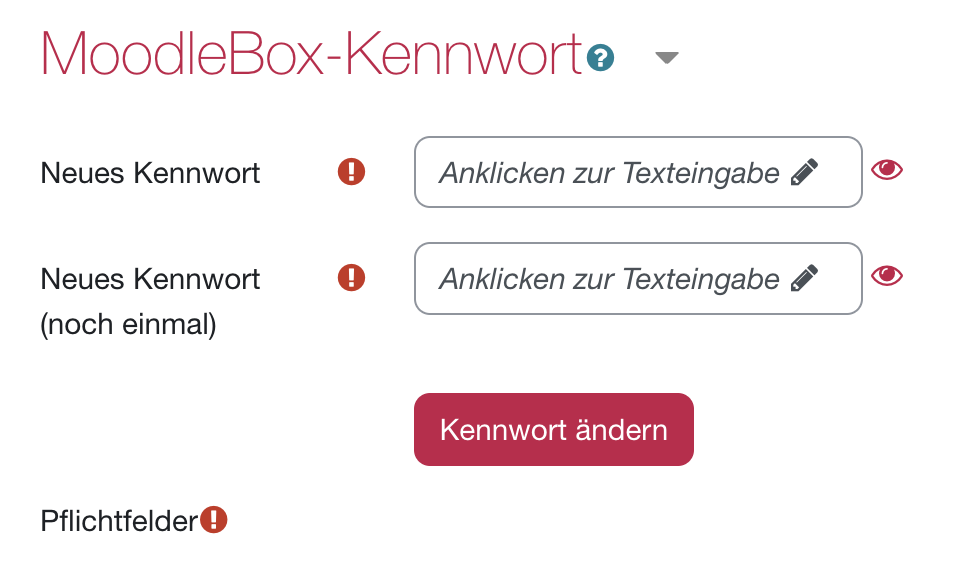 MoodleBox-Kennwort
Neues Kennwort
Anklicken zur Texteingabe
Neues Kennwort
(noch einmal)
Anklicken zur Texteingabe
Kennwort ändern
Pflichtfelder